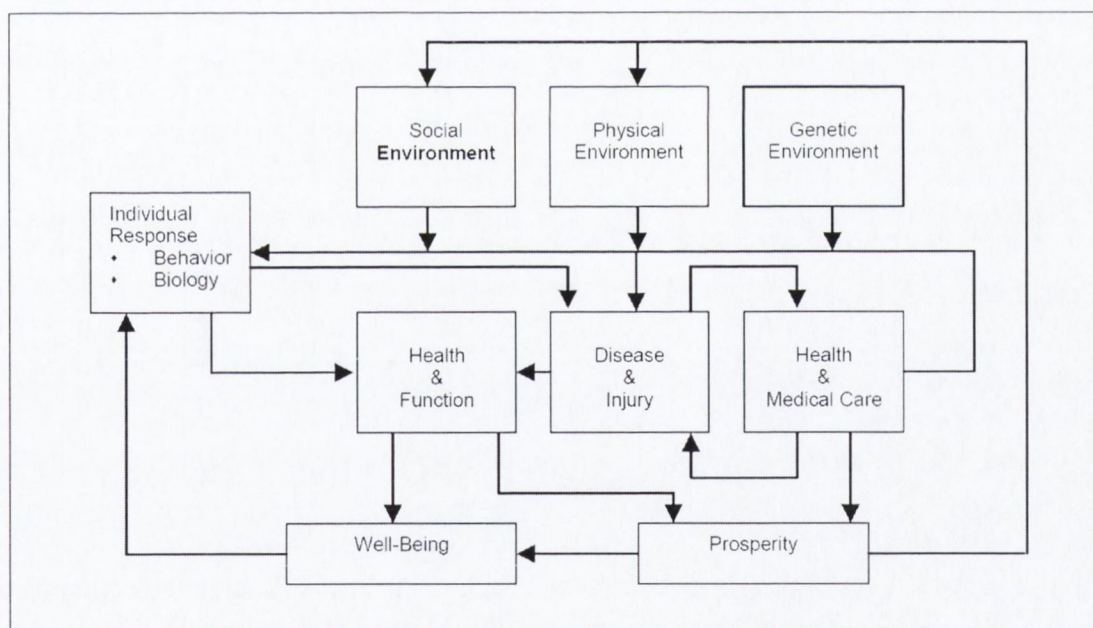 Social
Environment
Physical
Environment
Genetic
Environment
Individual
Response
♦ Behavior
♦ Biology
Health
&
Function
Disease
&
Injury
Health
&
Medical Care
Well-Being
Prosperity